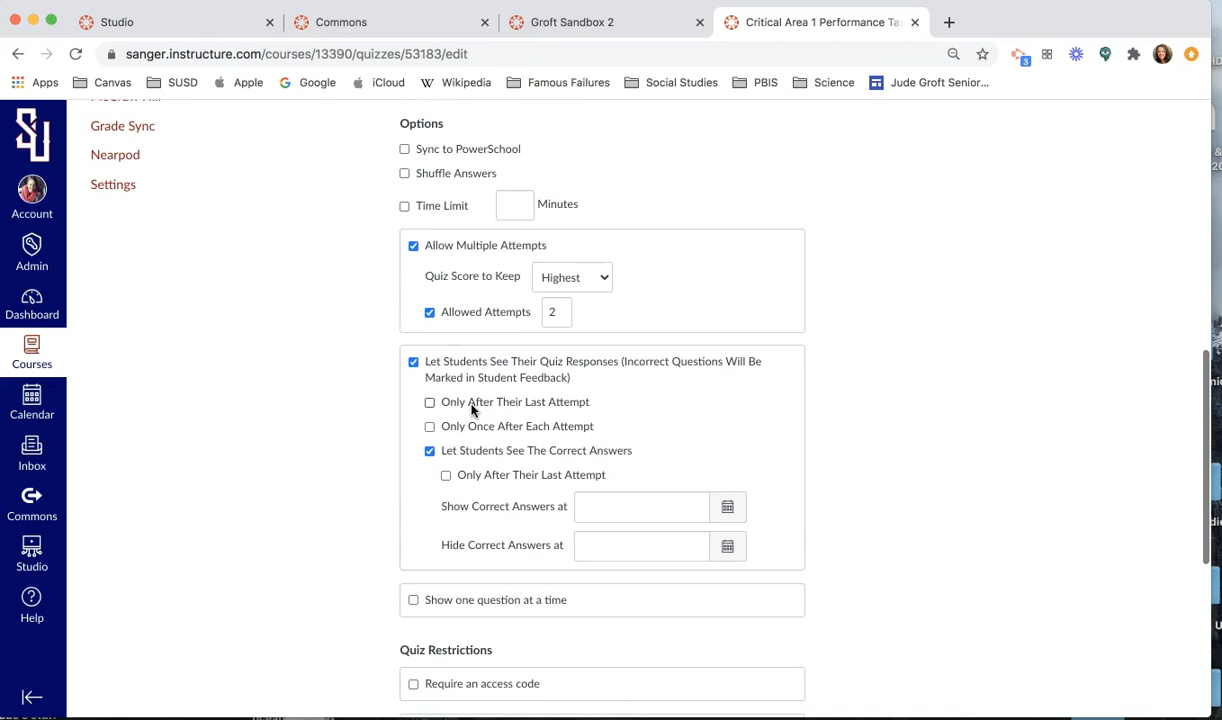 Studio
Commons
Groft Sandbox 2
Critical Area 1 Performance Tas
sanger.instructure.com/courses/13390/quizzes/53183/edit
3
Apps
Canvas
SUSD
Apple
Google
iCloud
W Wikipedia
Famous Failures
Social Studies
PBIS
Science
Jude Groft Senior...
Grade Sync
Nearpod
Settings
Account
Admin
Dashboard
Courses
Calendar
Inbox
Commons
Studio
Help
Options
Sync to PowerSchool
Shuffle Answers
Time Limit
Minutes
Allow Multiple Attempts
Quiz Score to Keep
Highest
Allowed Attempts
2
Let Students See Their Quiz Responses (Incorrect Questions Will Be
Marked in Student Feedback)
Only After Their Last Attempt
Only Once After Each Attempt
Let Students See The Correct Answers
Only After Their Last Attempt
Show Correct Answers at
Hide Correct Answers at
Show one question at a time
Quiz Restrictions
Require an access code